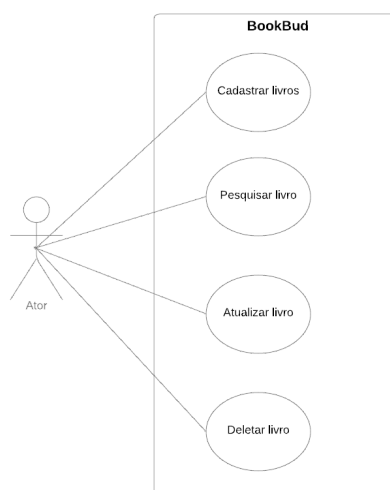 BookBud
Cadastrar livros
Pesquisar livro
Ator
Atualizar livro
Deletar livro